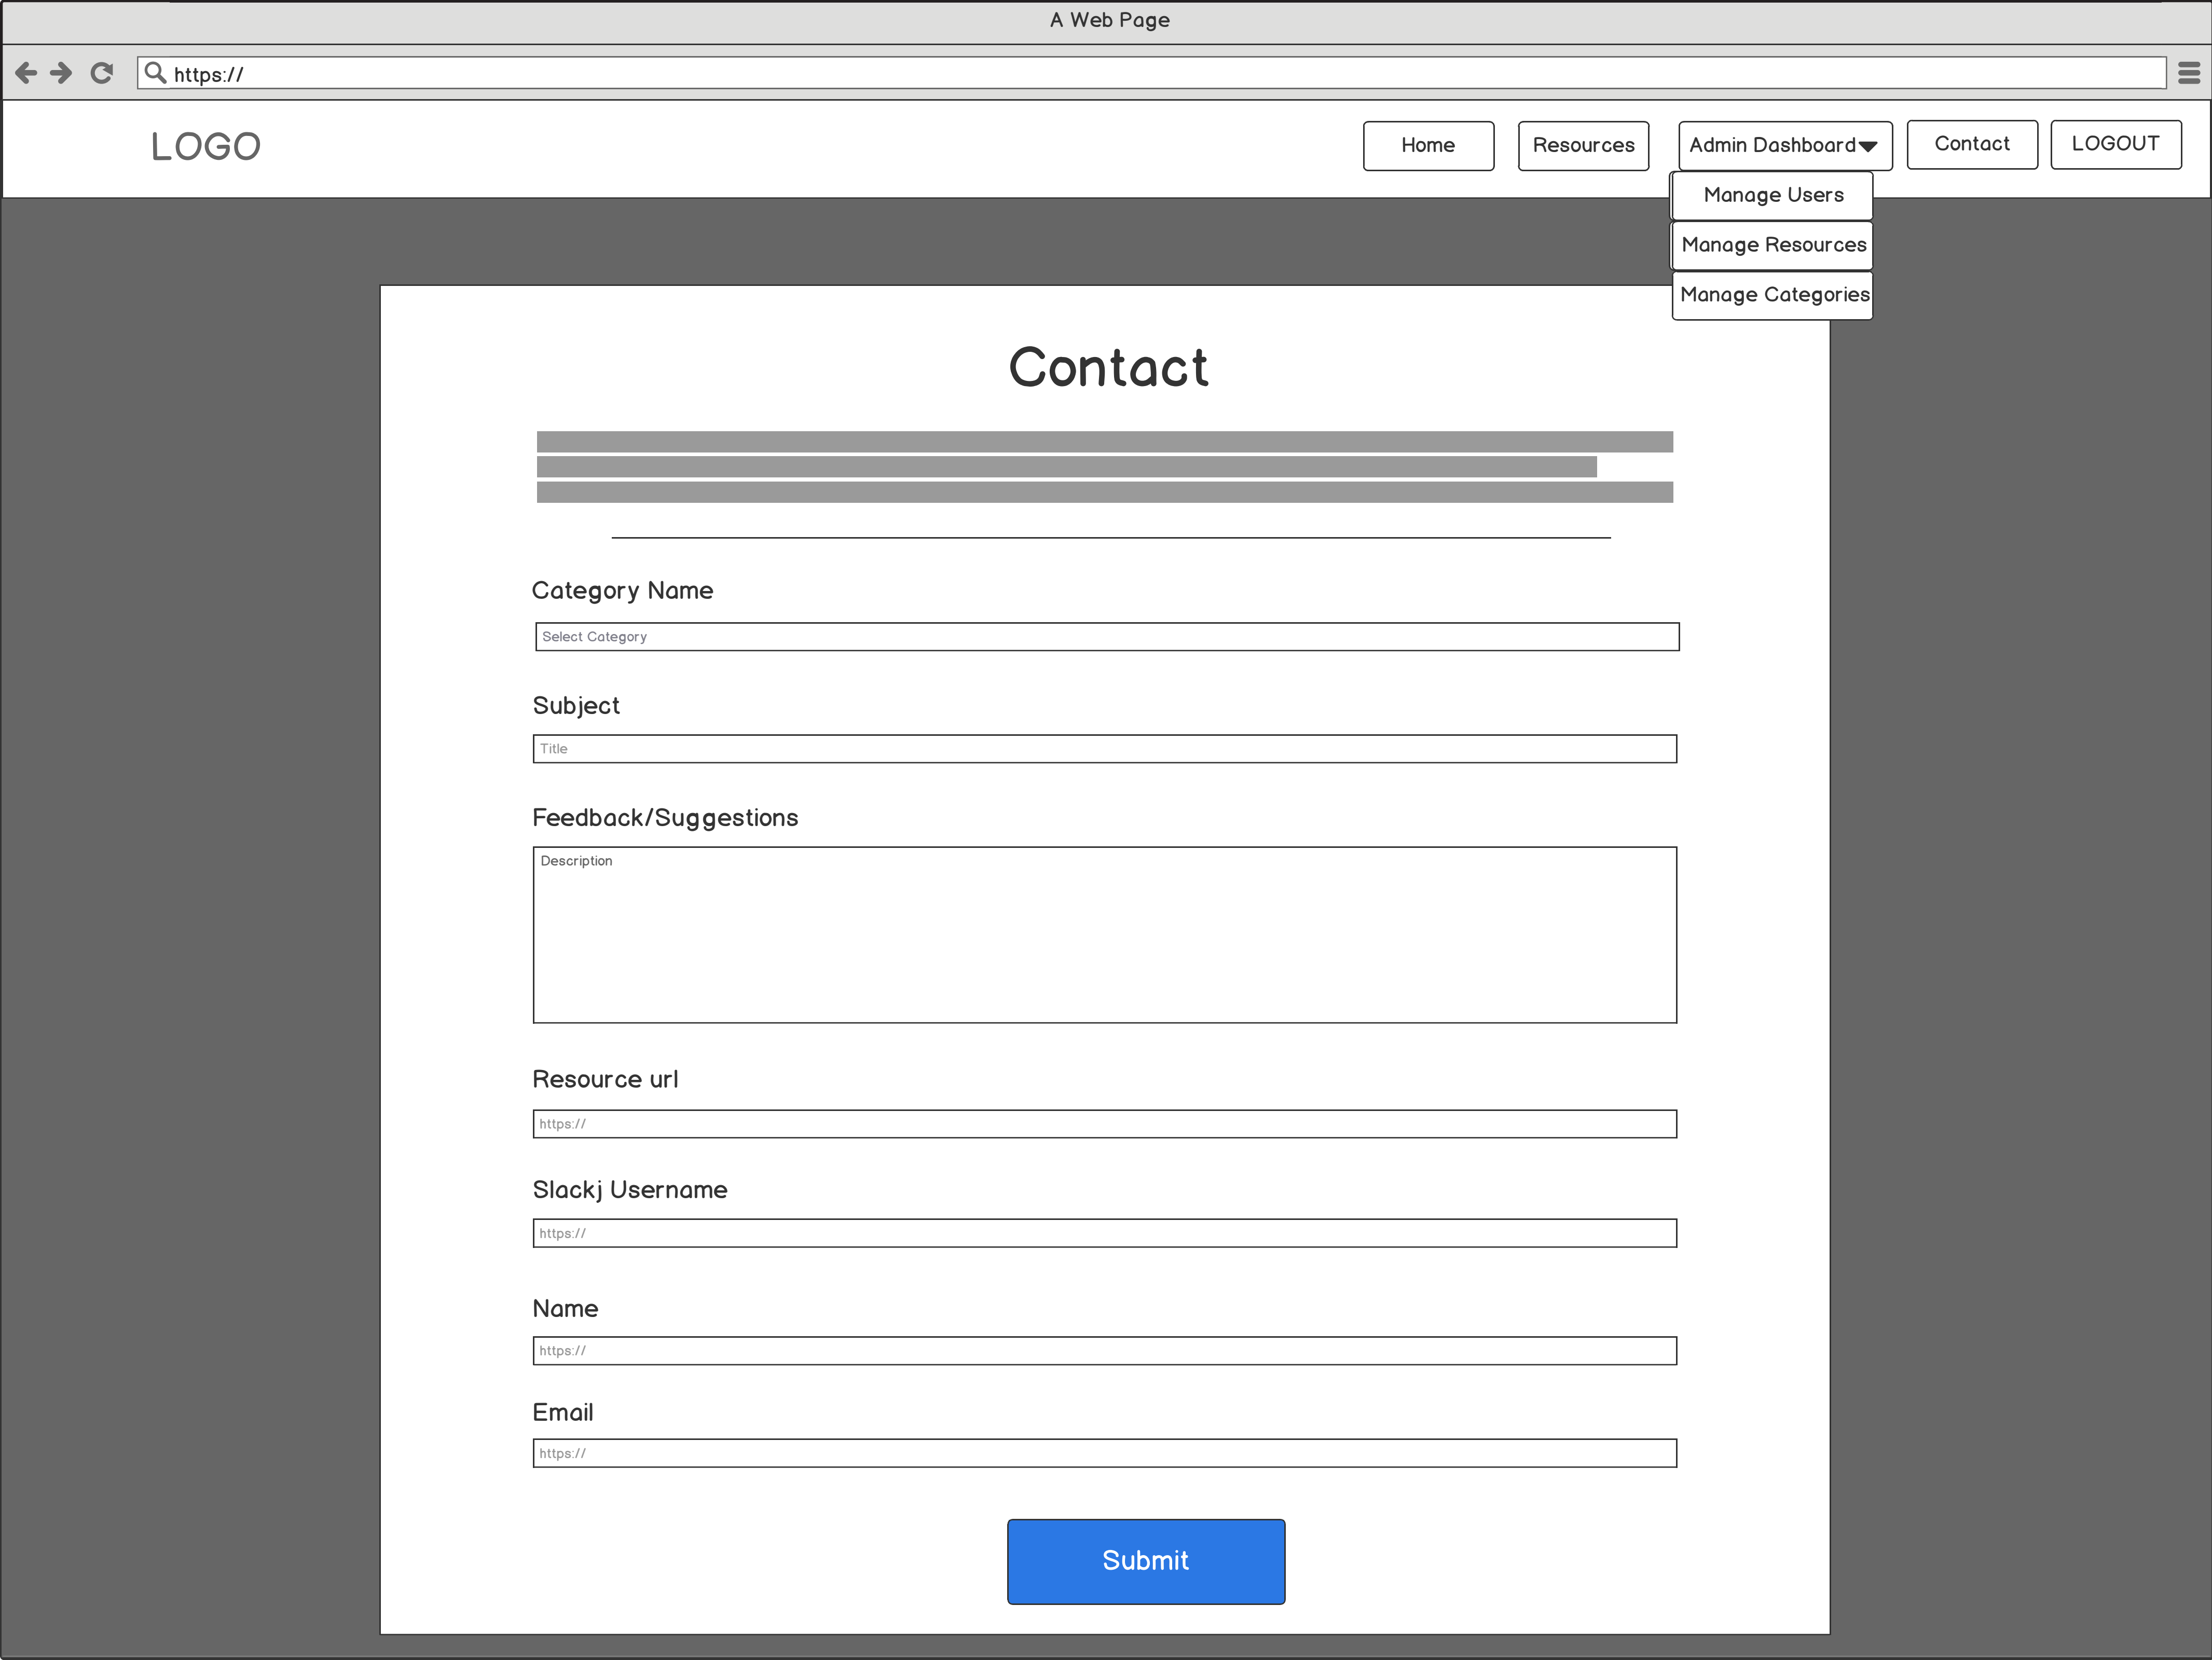 A Web Page
https://
LOGO
Home
Resources
Admin Dashboard
Contact
LOGOUT
Manage Users
Manage Resources
Manage Categories
Contact
Category Name
Select Category
Subject
Title
Feedback/Suggestions
Description
Resource url
https://
Slackj Username
https://
Name
https://
Email
https://
Submit